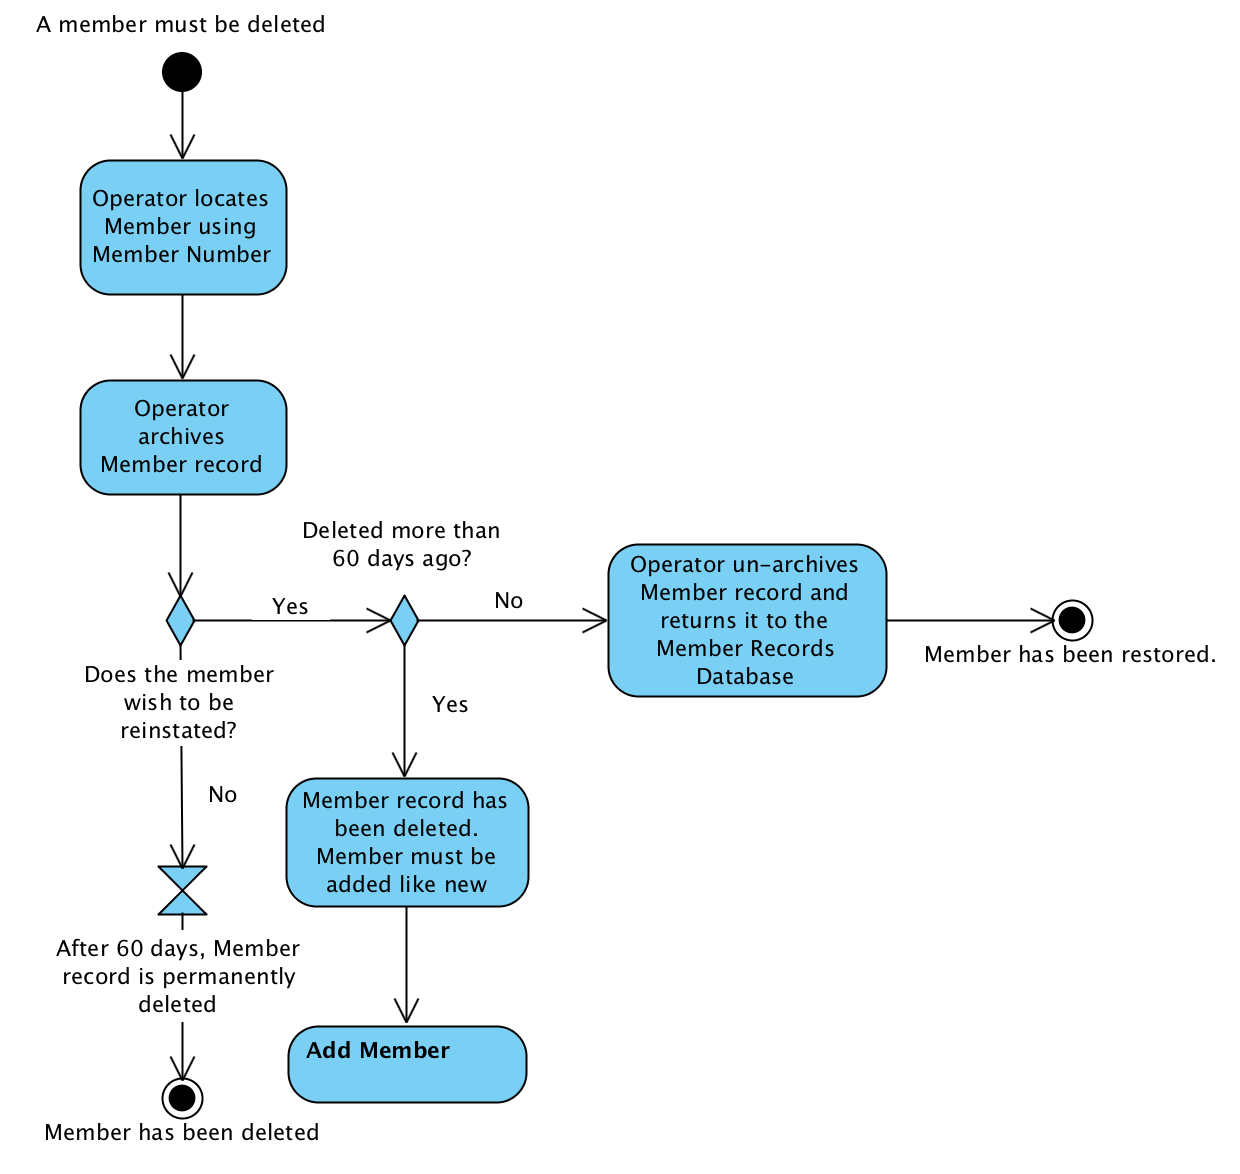 A member must be deleted
Operator locates
Member using
Member Number
Operator
archives
Member record
Deleted more than
60 days ago?
Yes
No
Operator un-archives
Member record and
returns it to the
Member Records
Database
Member has been restored.
Does the member
wish to be
reinstated?
Yes
No
Member record has
been deleted.
Member must be
added like new
After 60 days, Member
record is permanently
deleted
Add Member
Member has been deleted